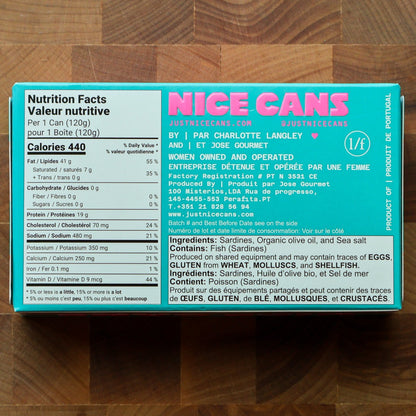 Nutrition Facts
Valeur nutritive
Per 1 Can (120g)
pour 1 Boite (120g)
Calories 440
% Daily Value *
% valeur quotidienne *
Fat / Lipides 41 g 55 %
Saturated / saturés 7 g
+ Trans / trans 0 g
35 %
Carbohydrate / Glucides 0 g
Fiber / Fibres 0 g 0 %
Sugars / Sucres 0 g 0 %
Protein / Protéines 19 g
Cholesterol / Cholesterol 70 mg 24 %
Sodium / Sodium 480 mg 21 %
Potassium / Potassium 350 mg 10 %
Calcium / Calcium 250 mg 21 %
Iron / Fer 0.1 mg 1 %
Vitamin D / Vitamine D 9 mcg 44 %
* 5% or less is a little, 15% or more is a lot
* 5% ou moins c'est peu, 15% ou plus c'est beaucoup
NICE CANS
JUSTNICECANS.COM @JUSTNICECANS
BY | PAR CHARLOTTE LANGLEY
AND | ET JOSE GOURMET
WOMEN OWNED AND OPERATED
ENTREPRISE DÉTENUE ET OPÉRÉE PAR UNE FEMME
Factory Registration # PT N 3531 CE
Produced By | Produit par Jose Gourmet
100 Misterios, LDA Rua de progresso,
145-4455-533 Perafita, PT
T.+351 21 828 56 94
www.justnicecans.com
Batch # and Best Before Date see on the side
Numéro de lot et date limite de consommation: Voir sur le côté
Ingredients: Sardines, Organic olive oil, and Sea salt
Contains: Fish (Sardines)
Produced on shared equipment and may contain traces of EGGS,
GLUTEN from WHEAT, MOLLUSCS, and SHELLFISH.
Ingrédients: Sardines, Huile d'olive bio, et Sel de mer
Contient: Poisson (Sardines)
Produit sur des équipements partagés et peut contenir des traces
de ŒUFS, GLUTEN, de BLÉ, MOLLUSQUES, et CRUSTACÉS.
1/f
PRODUCT OF | PRODUIT DE PORTUGAL